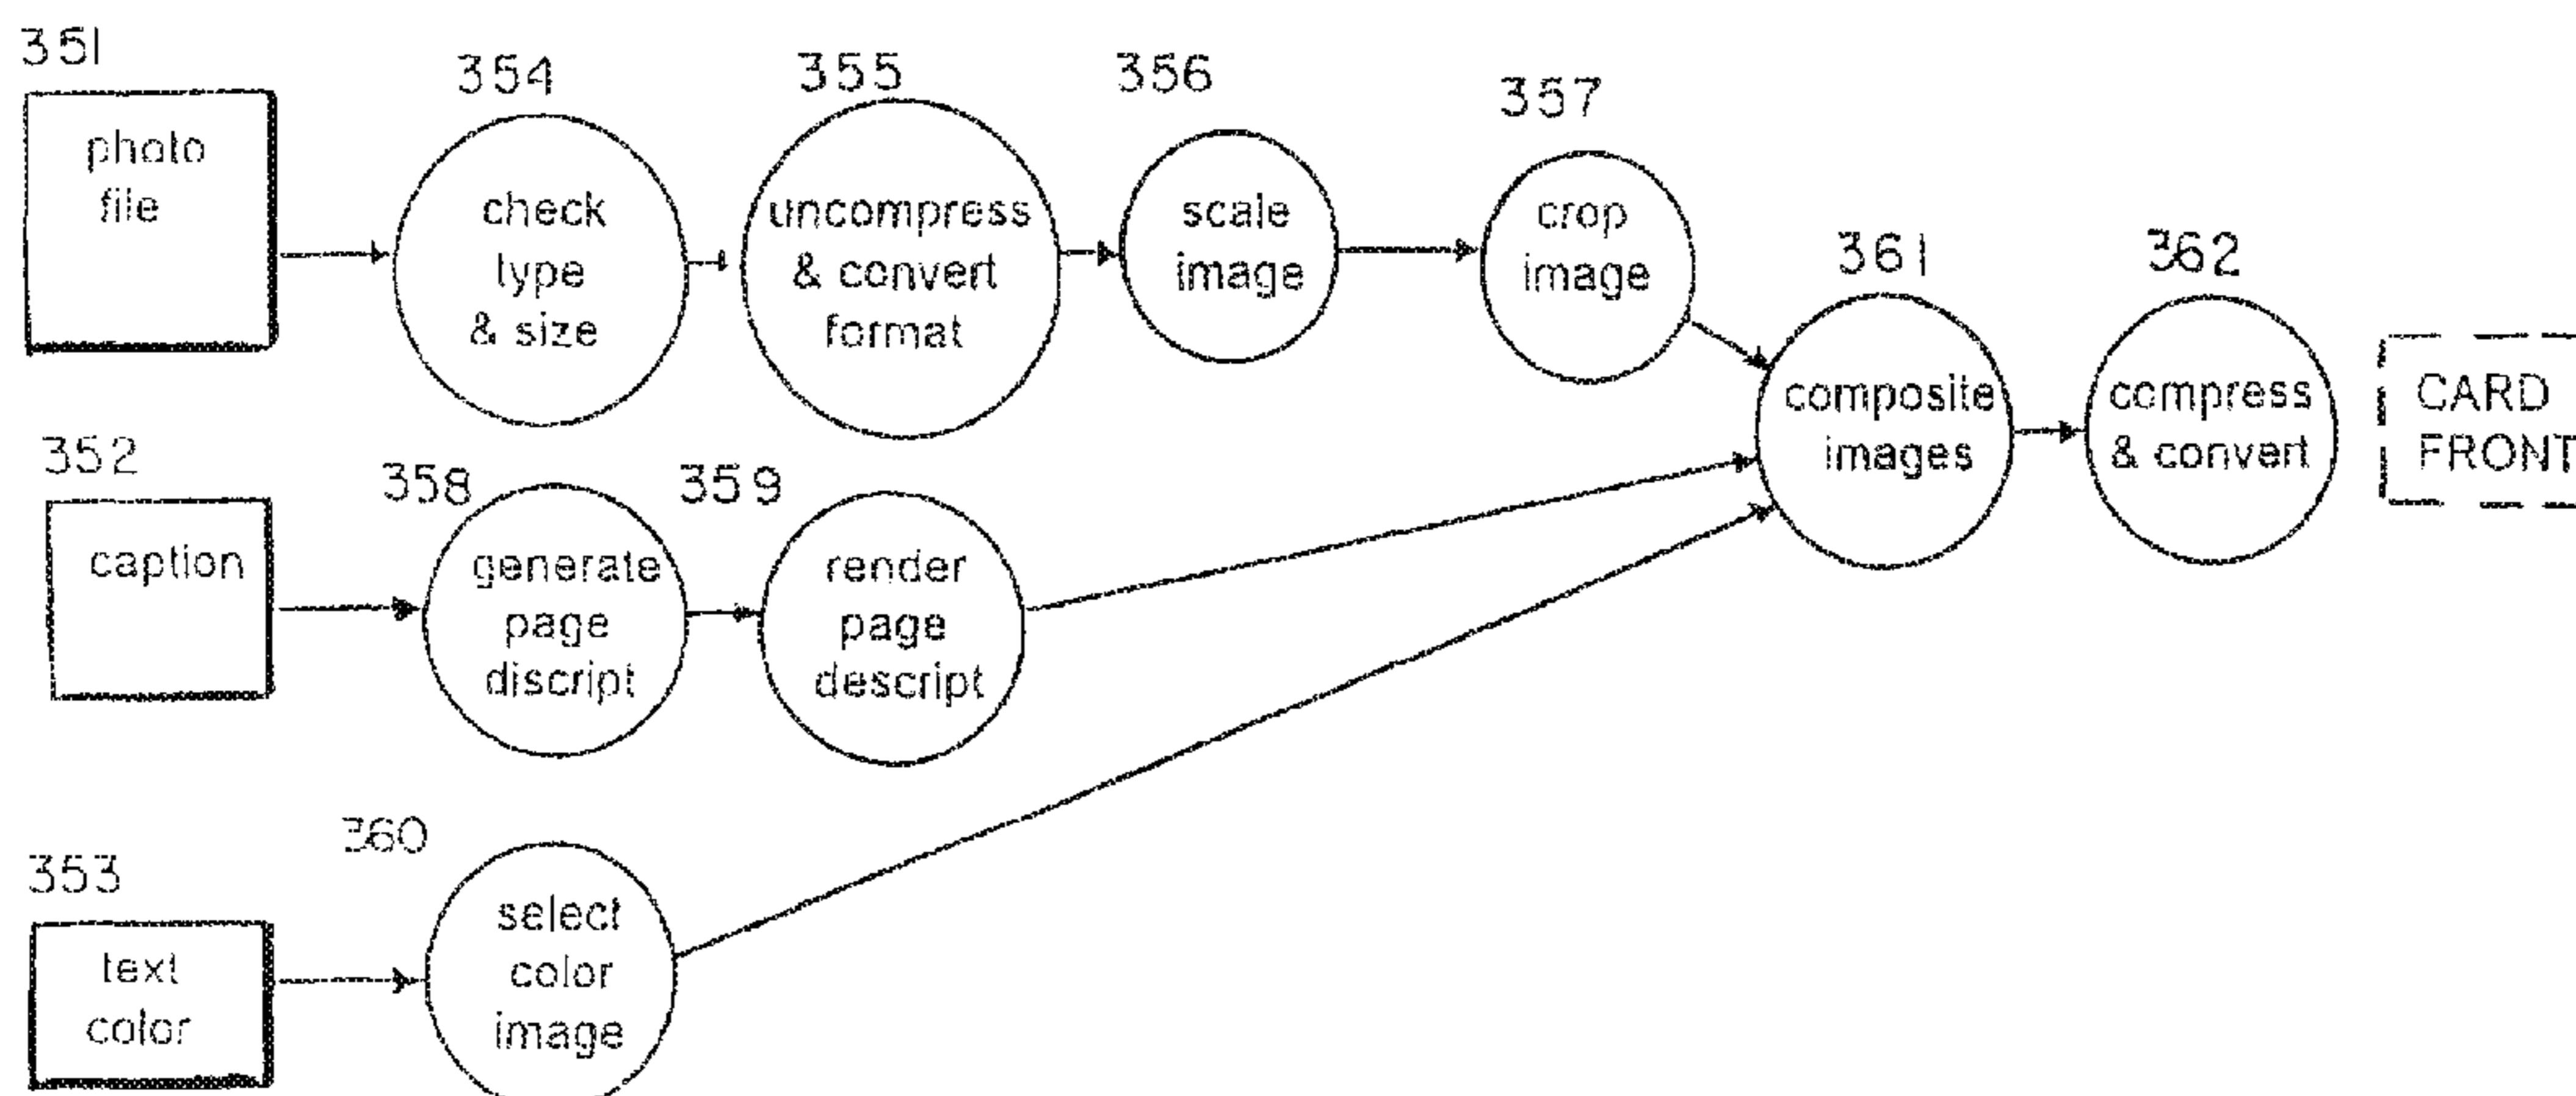 351
photo
file
354
check
type
& size
355
uncompress
& convert
format
356
scale
image
357
crop
image
352
caption
358
generate
page
discript
359
render
page
descript
353
text
color
360
select
color
image
361
composite
images
362
compress
& convert
CARD
FRONT